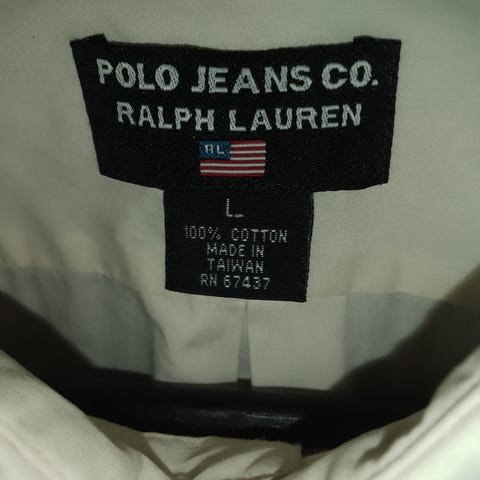 POLO JEANS CO.
RALPH LAUREN
RL
L
100% COTTON
MADE IN
TAIWAN
RN 67437